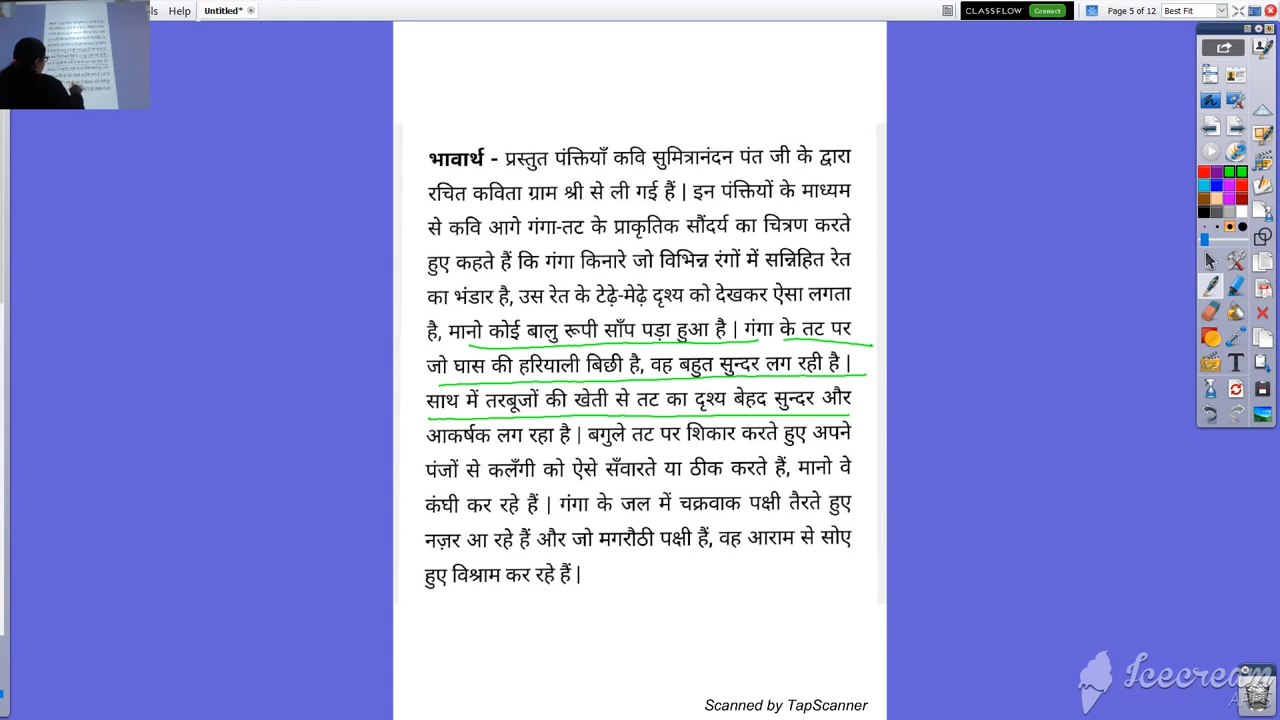 ls Help Untitled*
CLASSFLOW Connect
Page 5 of 12 Best Fit
भावार्थ - प्रस्तुत पंक्तियाँ कवि सुमित्रानंदन पंत जी के द्वारा
रचित कविता ग्राम श्री से ली गई हैं | इन पंक्तियों के माध्यम
से कवि आगे गंगा-तट के प्राकृतिक सौंदर्य का चित्रण करते
हुए कहते हैं कि गंगा किनारे जो विभिन्न रंगों में सन्निहित रेत
का भंडार है, उस रेत के टेढ़े-मेढ़े दृश्य को देखकर ऐसा लगता
है, मानो कोई बालु रूपी साँप पड़ा हुआ है | गंगा के तट पर
जो घास की हरियाली बिछी है, वह बहुत सुन्दर लग रही है |
साथ में तरबूजों की खेती से तट का दृश्य बेहद सुन्दर और
आकर्षक लग रहा है | बगुले तट पर शिकार करते हुए अपने
पंजों से कलँगी को ऐसे सँवारते या ठीक करते हैं, मानो वे
कंघी कर रहे हैं | गंगा के जल में चक्रवाक पक्षी तैरते हुए
नज़र आ रहे हैं और जो मगरौठी पक्षी हैं, वह आराम से सोए
हुए विश्राम कर रहे हैं |
Icecream
APPS
Scanned by TapScanner